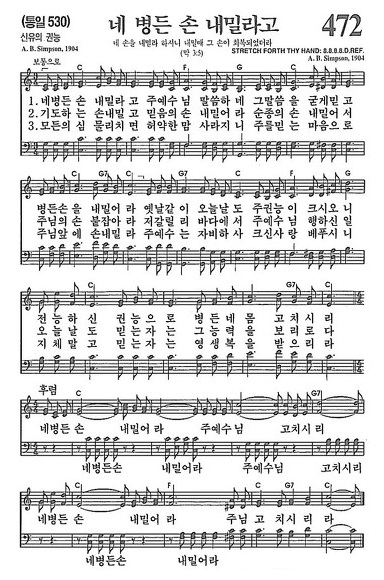 (통일 530)
네 병든 손 내밀라고
472
신유의 권능
A. B. Simpson, 1904
네 손을 내밀라 하시니 내밀매 그 손이 회복되었더라
(막 3:5)
STRETCH FORTH THY HAND: 8.8.8.8.D.REF.
A. B. Simpson, 1904
보통으로
C F C
1.네병든 손 내밀라고 주예수님 말씀하네 그말씀을 굳게믿고
2.기도하는 손내밀고 믿음의손 내밀어라 순종의손 내밀어서
3.모든의심 물리치면 허약한맘 사라지니 주를믿는 마음으로
C G7 C G7 C F
병든손을 내밀어라 옛날같이 오늘날도 주권능이 크시오니
주님의손 붙잡아라 저갈릴리 바다에서 주예수님 행하신일
주님앞에 손내밀라 주예수는 자비하사 크신사랑 베푸시니
C G7 C
전능하신 권능으로 병든네몸 고치시리
오늘날도 믿는자는 그능력을 보리로다
지체말고 믿는자는 영생복을 받으리라
후렴
C G7
네병든손 내밀어라 주예수님 고치시리
네병든손 내밀어라 주예수님 고치시리
C F C G7 C
네병든손 내밀어라 주님고치시리
네병든손 내밀어라